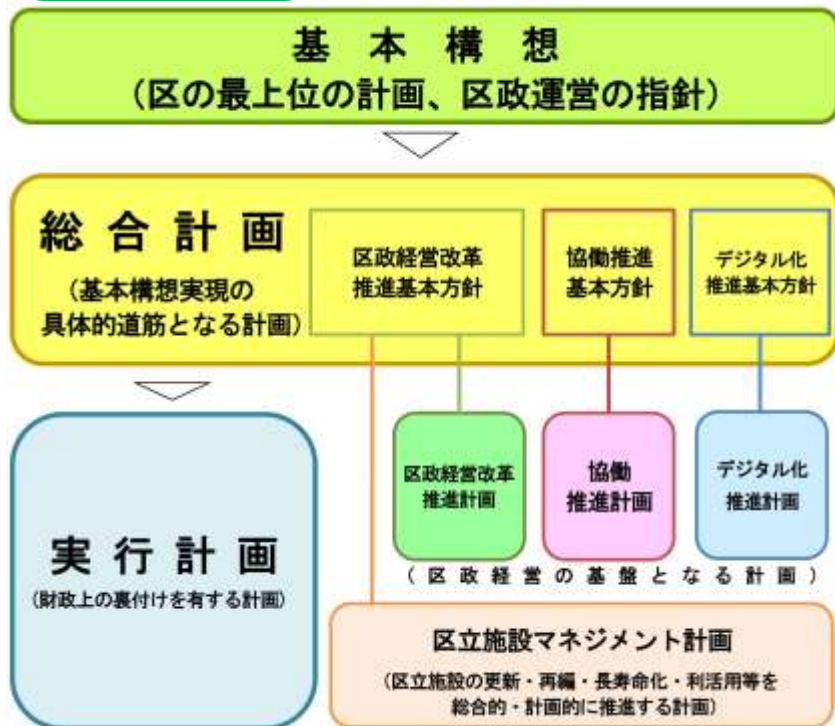 基本構想
（区の最上位の計画、区政運営の指針）
総合計画
（基本構想実現の
具体的道筋となる計画）
区政経営改革
推進基本方針
協働推進
基本方針
デジタル化
推進基本方針
区政経営改革
推進計画
協働
推進計画
デジタル化
推進計画
（区政経営の基盤となる計画）
実行計画
（財政上の裏付けを有する計画）
区立施設マネジメント計画
（区立施設の更新・再編・長寿命化・利活用等を
総合的・計画的に推進する計画）